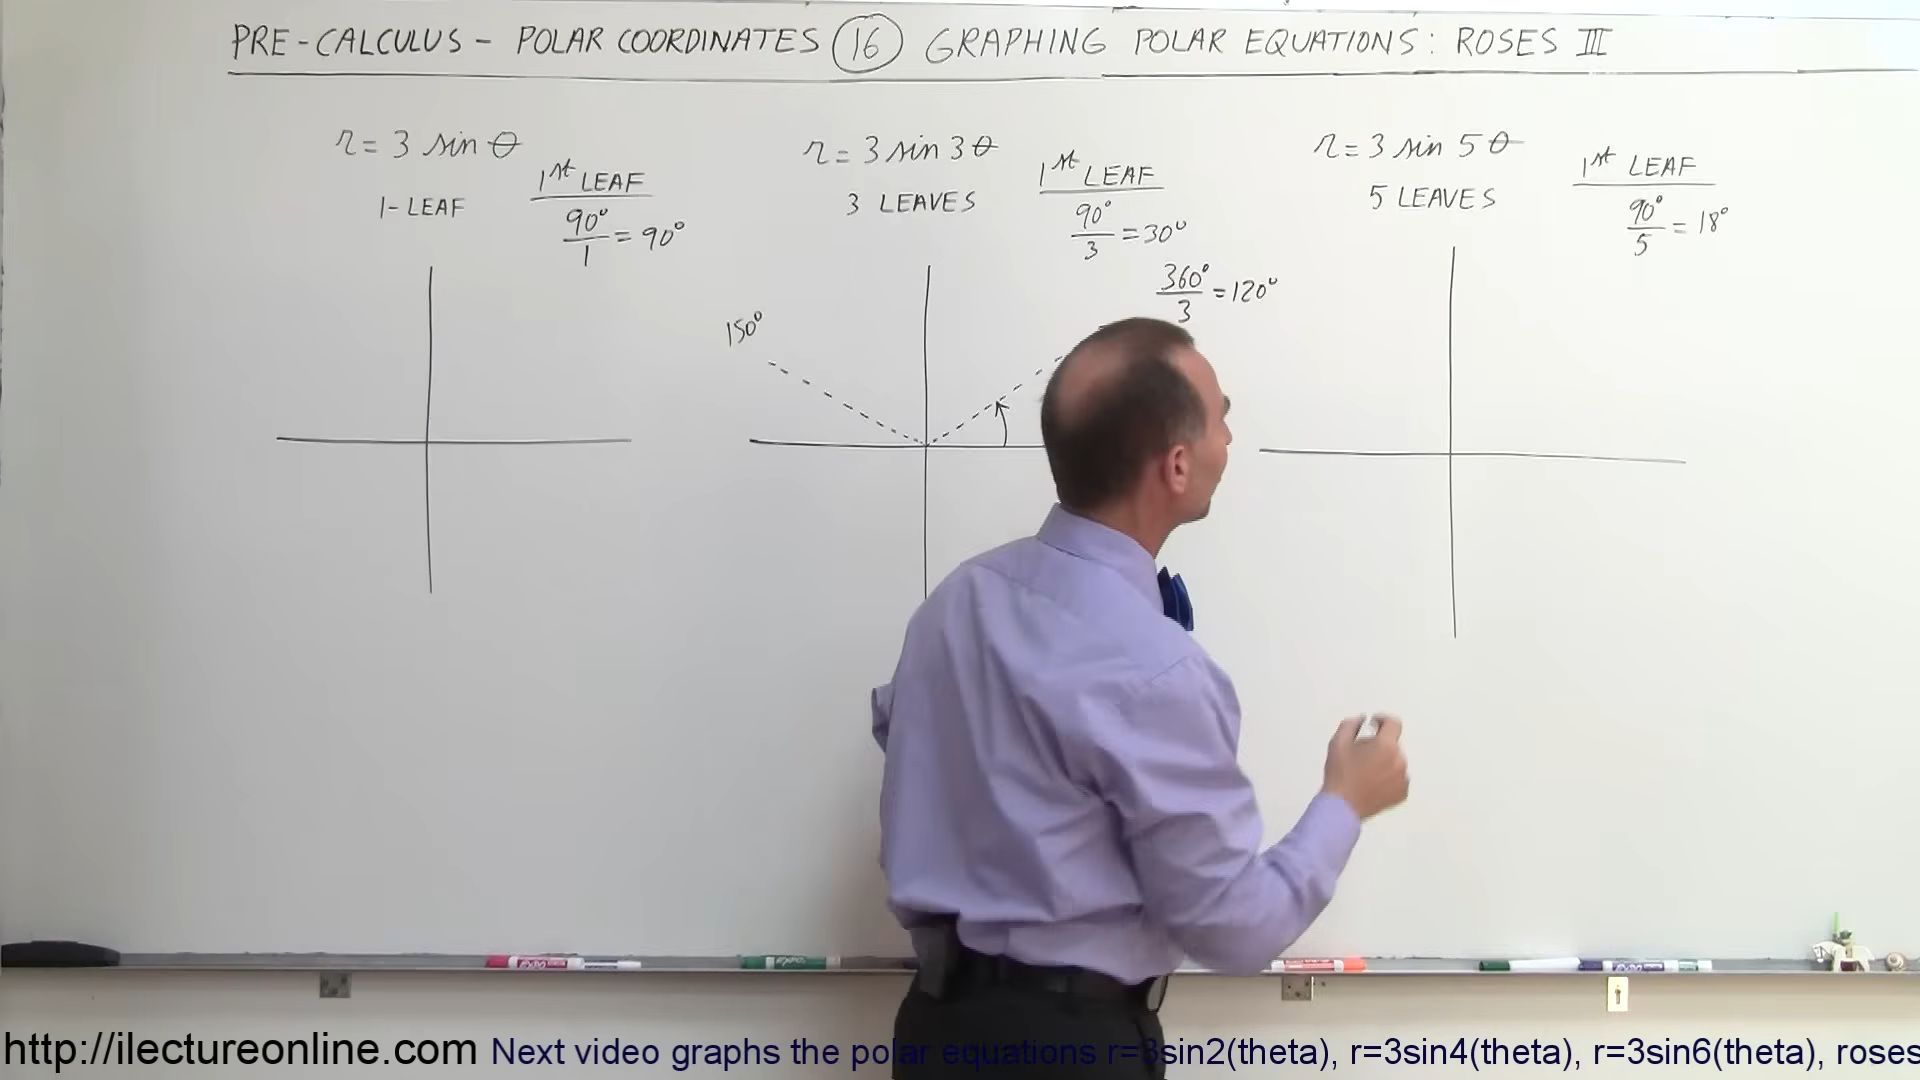 PRE-CALCULUS - POLAR COORDINATES 16 GRAPHING POLAR EQUATIONS: ROSES III
r = 3 sin θ
1-LEAF
1st LEAF
90°/1 = 90°
r = 3 sin 3θ
3 LEAVES
1st LEAF
90°/3 = 30°
360°/3 = 120°
150°
r = 3 sin 5θ
5 LEAVES
1st LEAF
90°/5 = 18°
http://ilectureonline.com Next video graphs the polar equations r=3sin2(theta), r=3sin4(theta), r=3sin6(theta), roses